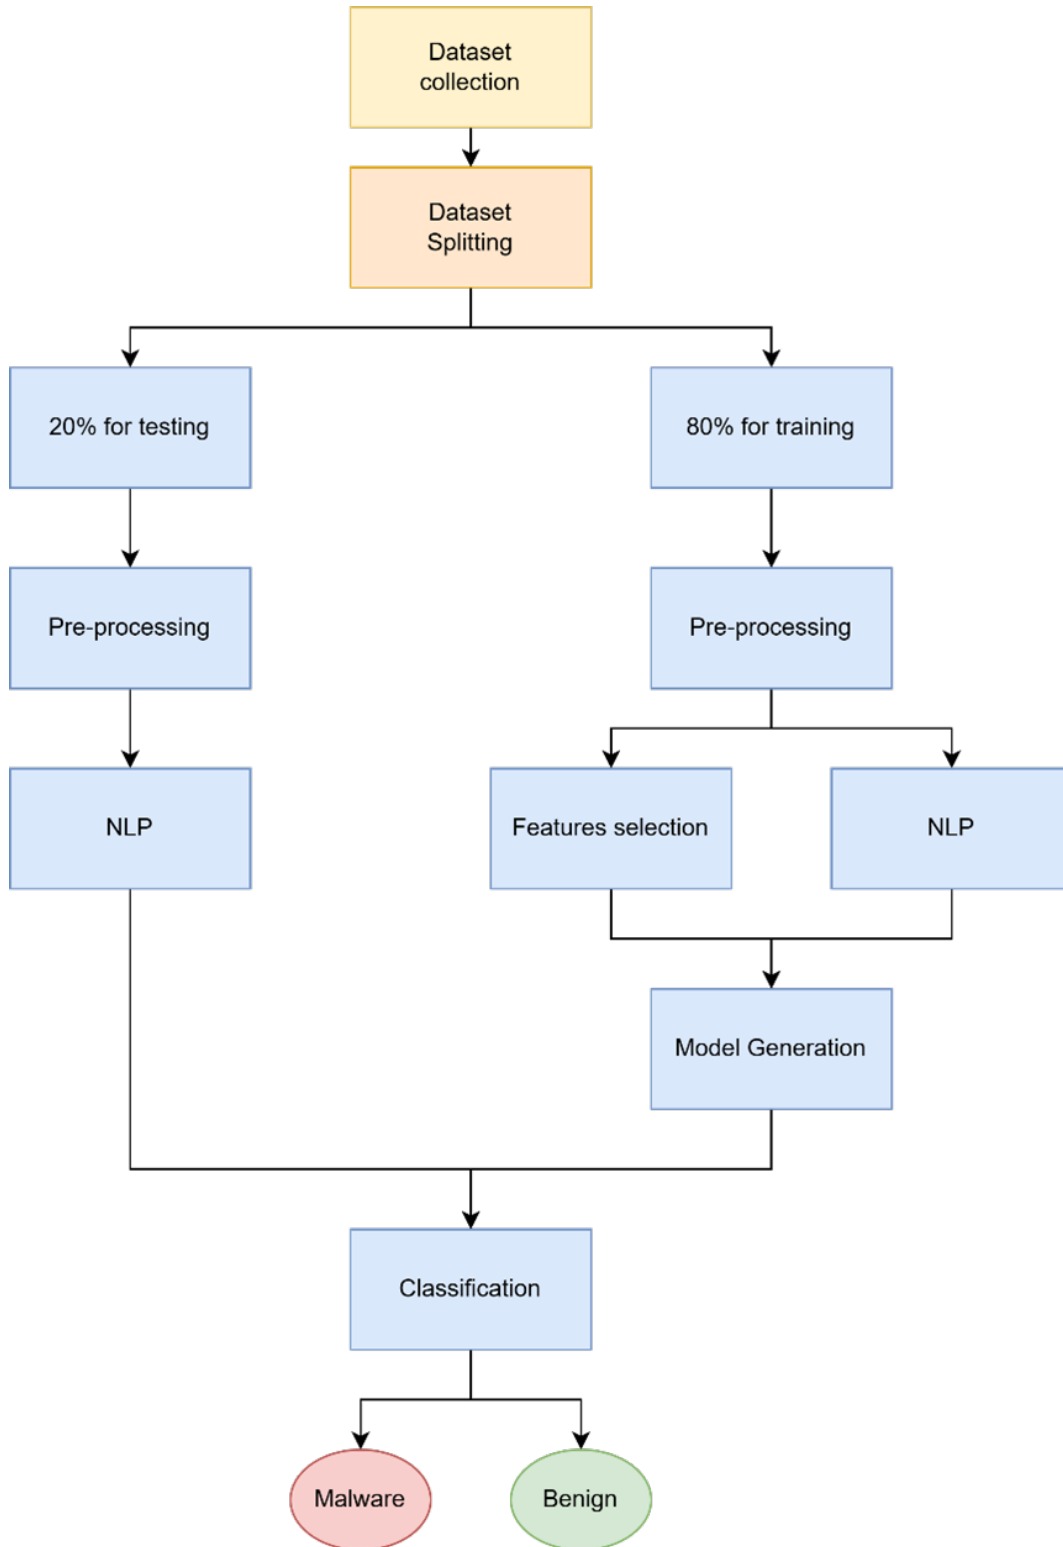 Dataset
collection
Dataset
Splitting
20% for testing
80% for training
Pre-processing
Pre-processing
NLP
Features selection
NLP
Model Generation
Classification
Malware
Benign